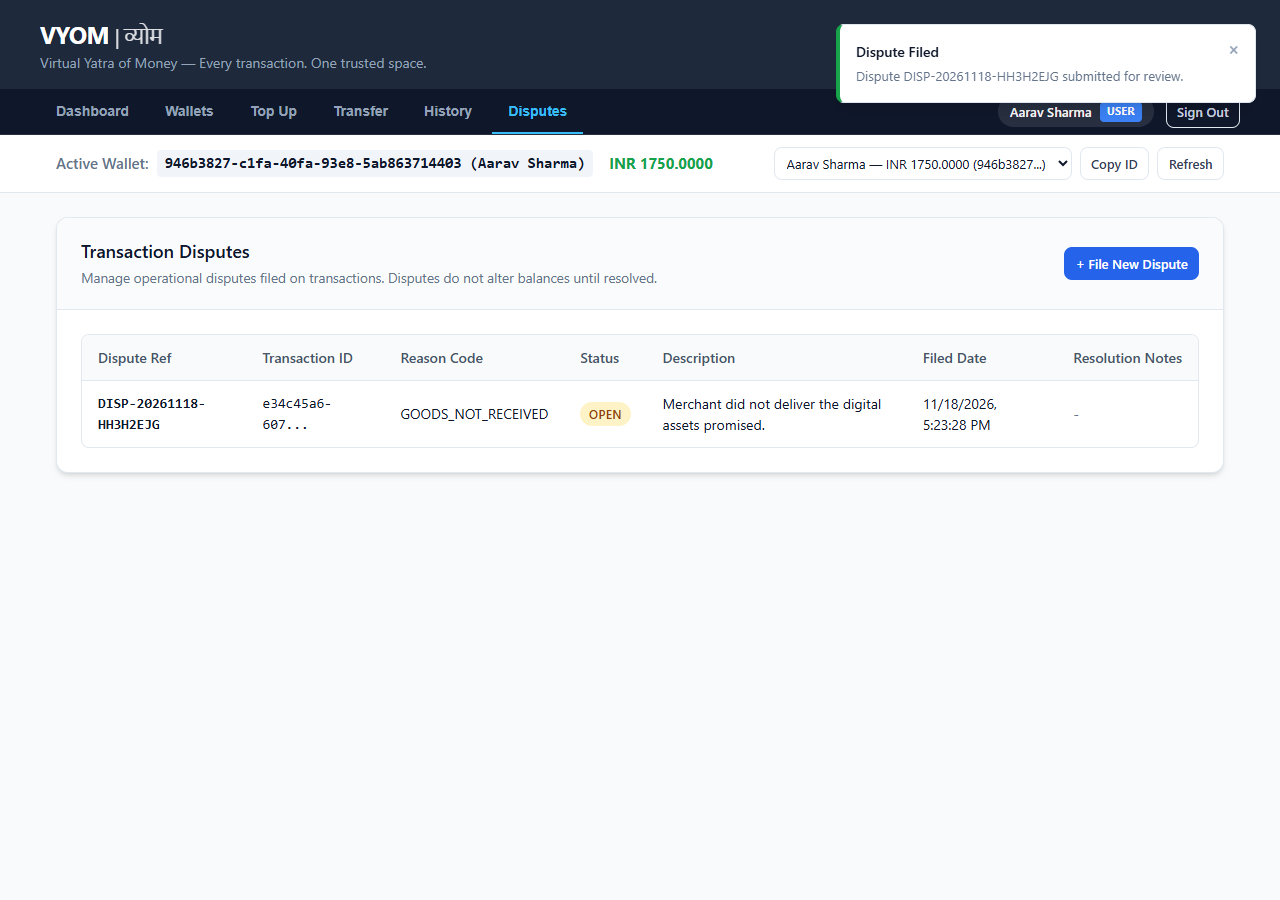 VYOM | व्योम
Virtual Yatra of Money — Every transaction. One trusted space.
Dispute Filed
×
Dispute DISP-20261118-HH3H2EJG submitted for review.
Dashboard Wallets Top Up Transfer History Disputes
Aarav Sharma USER Sign Out
Active Wallet: 946b3827-c1fa-40fa-93e8-5ab863714403 (Aarav Sharma) INR 1750.0000
Aarav Sharma — INR 1750.0000 (946b3827...) Copy ID Refresh
Transaction Disputes
Manage operational disputes filed on transactions. Disputes do not alter balances until resolved.
+ File New Dispute
Dispute Ref Transaction ID Reason Code Status Description Filed Date Resolution Notes
DISP-20261118-
HH3H2EJG
e34c45a6-
607...
GOODS_NOT_RECEIVED
OPEN
Merchant did not deliver the digital
assets promised.
11/18/2026,
5:23:28 PM
-